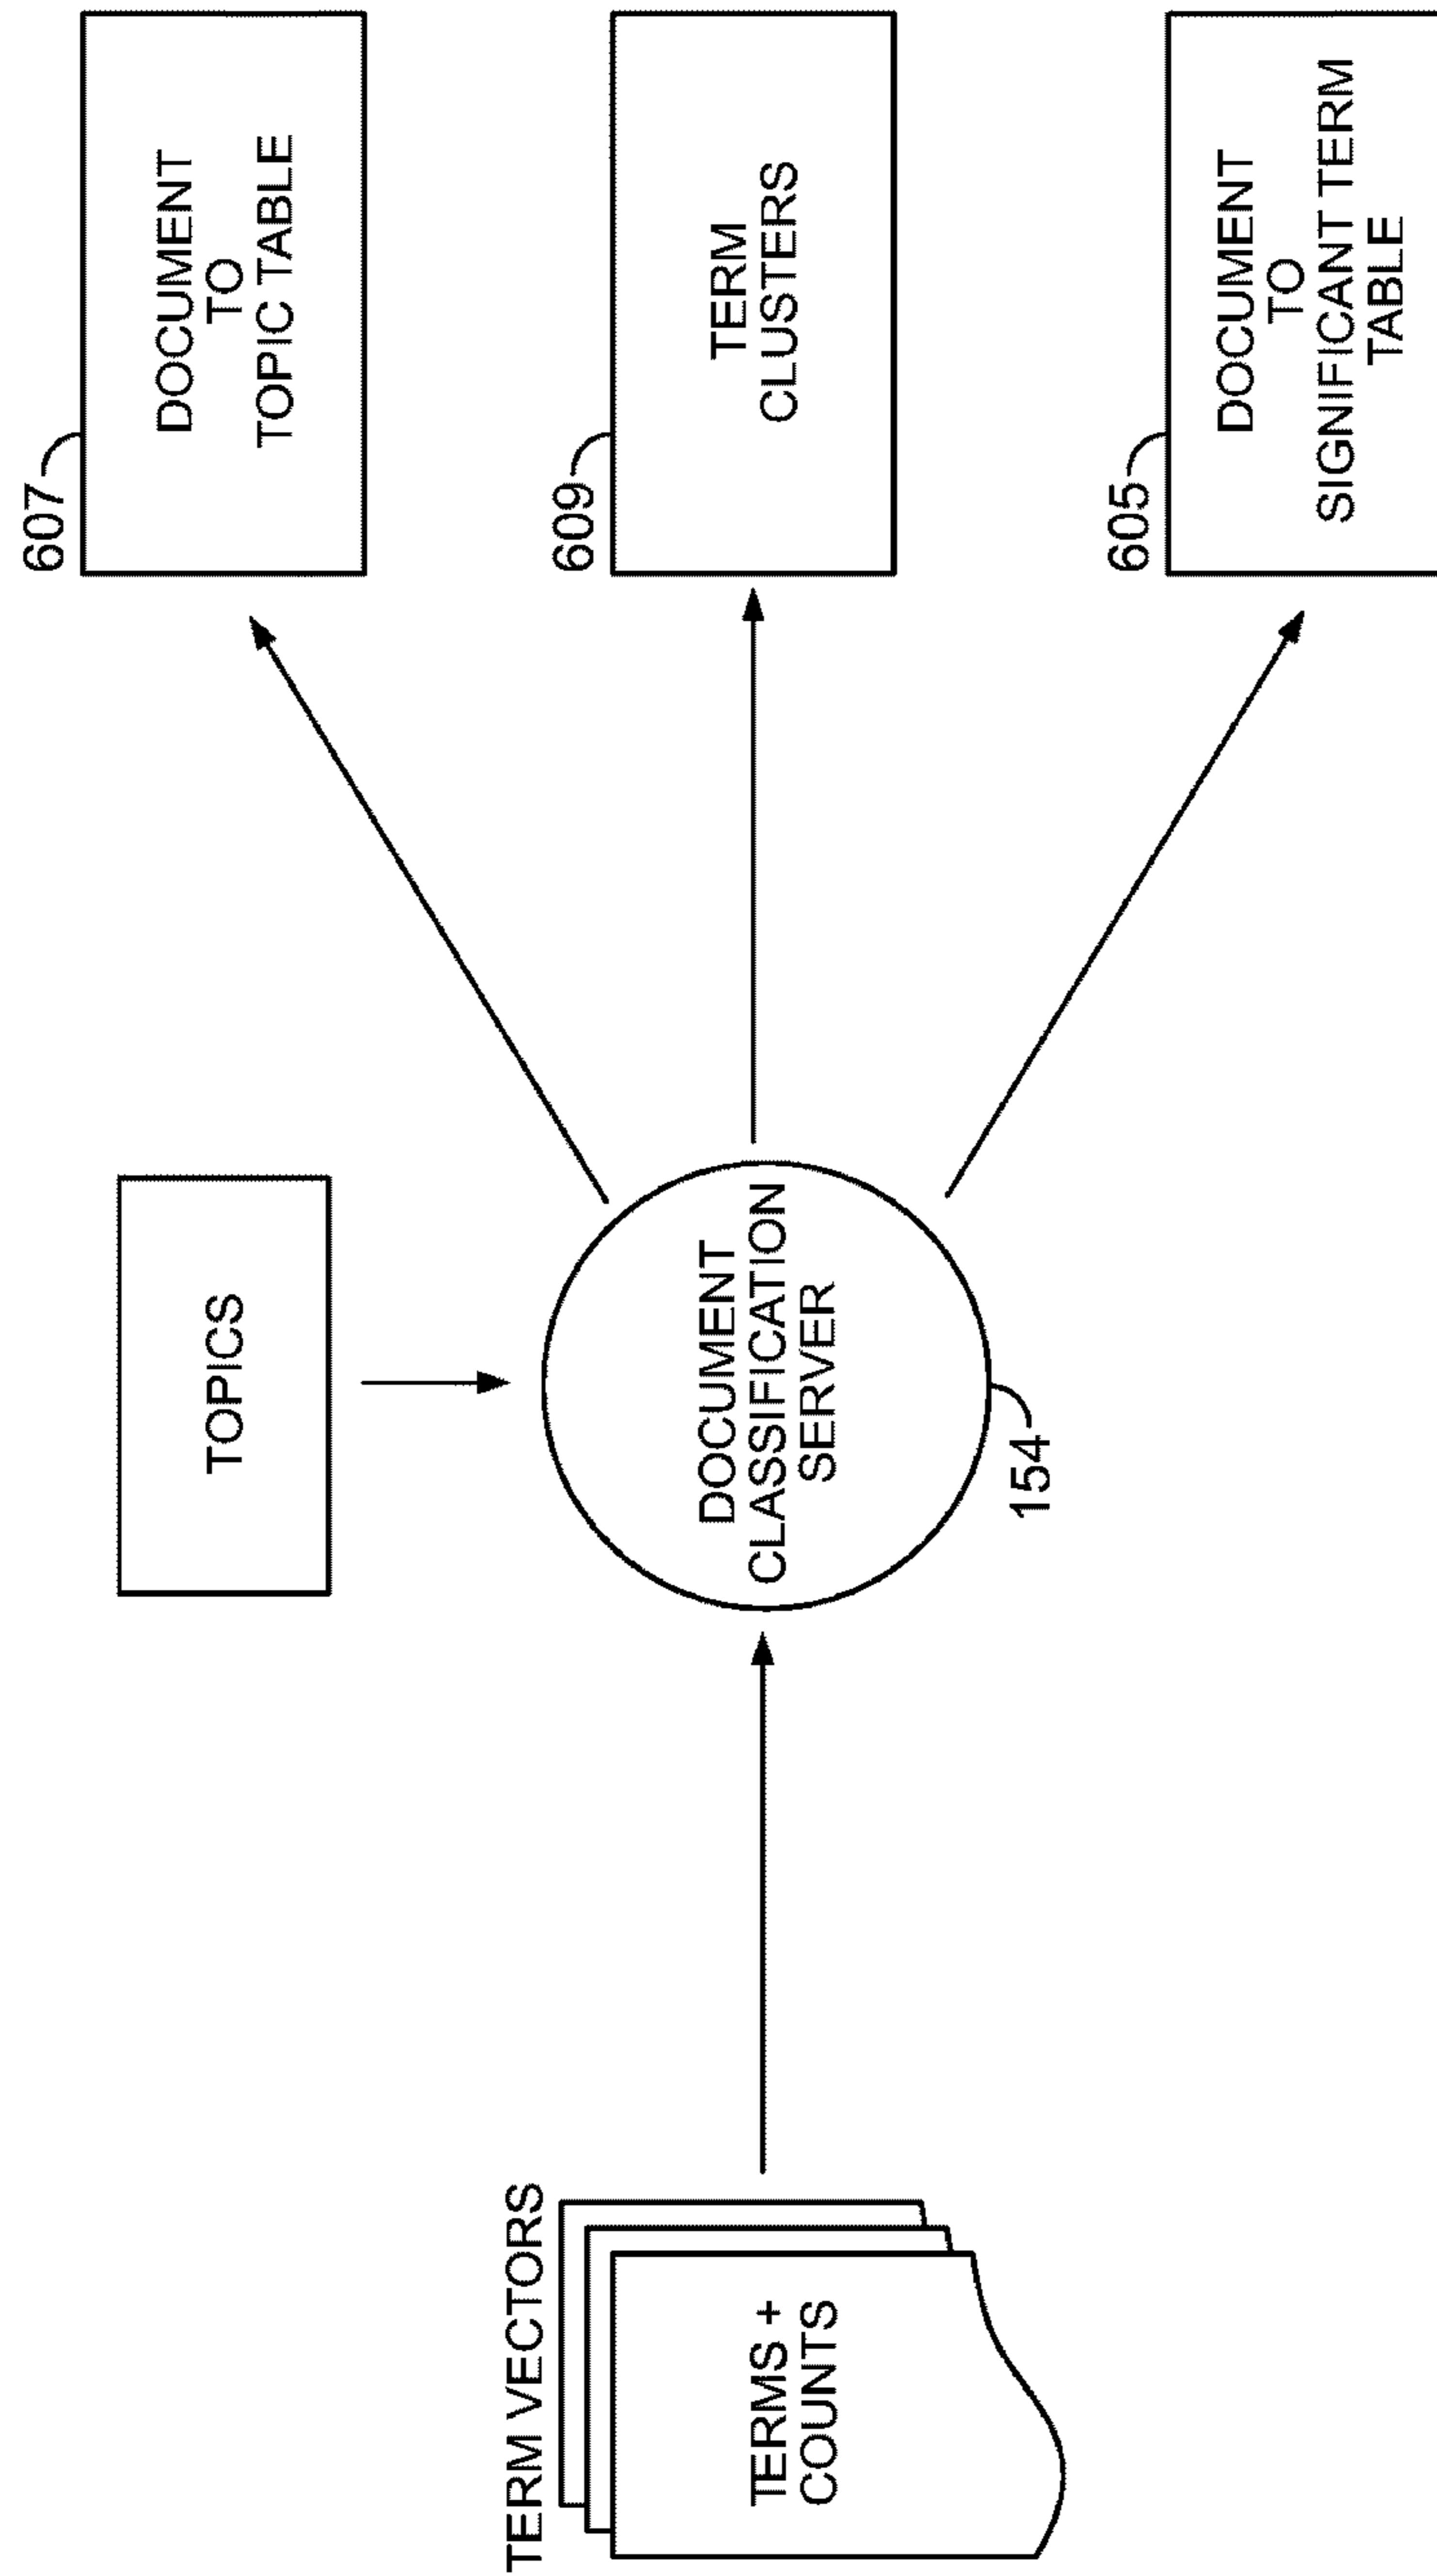 TERM VECTORS
TERMS +
COUNTS
TOPICS
DOCUMENT
CLASSIFICATION
SERVER
154
607
DOCUMENT
TO
TOPIC TABLE
609
TERM
CLUSTERS
605
DOCUMENT
TO
SIGNIFICANT TERM
TABLE